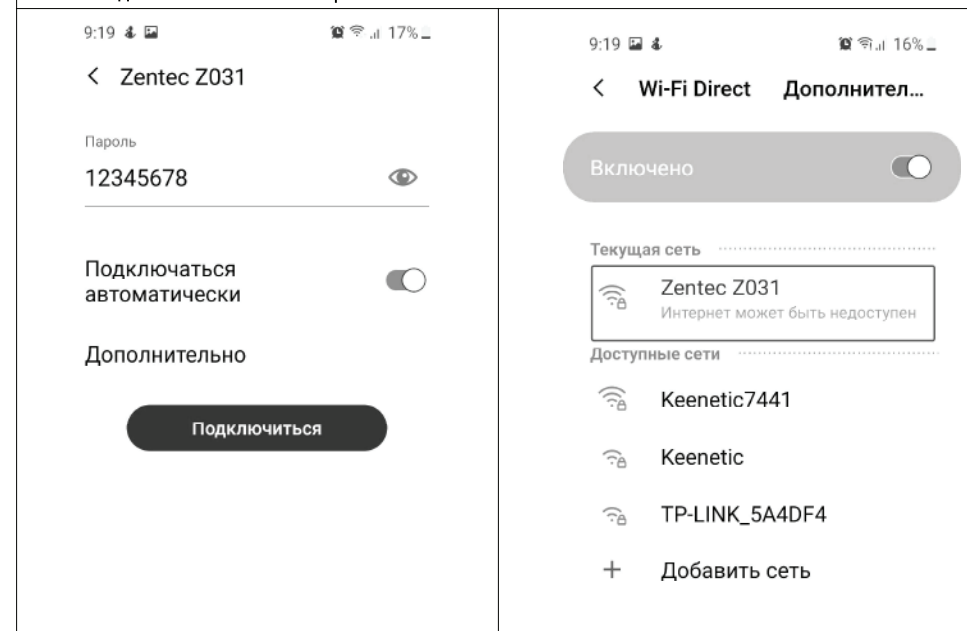 9:19 17%
Zentec Z031
Пароль
12345678
Подключаться
автоматически
Дополнительно
Подключиться
9:19 16%
Wi-Fi Direct Дополнител...
Включено
Текущая сеть
Zentec Z031
Интернет может быть недоступен
Доступные сети
Keenetic7441
Keenetic
TP-LINK_5A4DF4
+ Добавить сеть